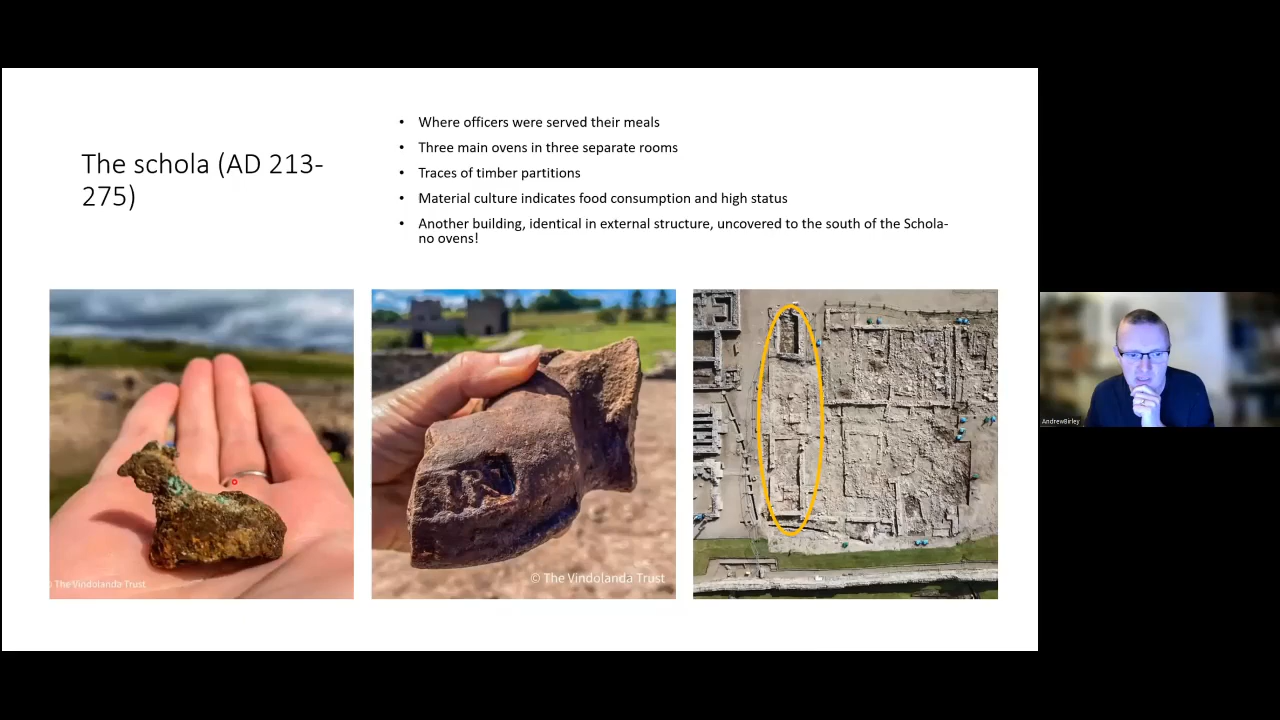 The schola (AD 213-
275)
• Where officers were served their meals
• Three main ovens in three separate rooms
• Traces of timber partitions
• Material culture indicates food consumption and high status
• Another building, identical in external structure, uncovered to the south of the Schola-
no ovens!
The Vindolanda Trust
© The Vindolanda Trust
AndrewBirley